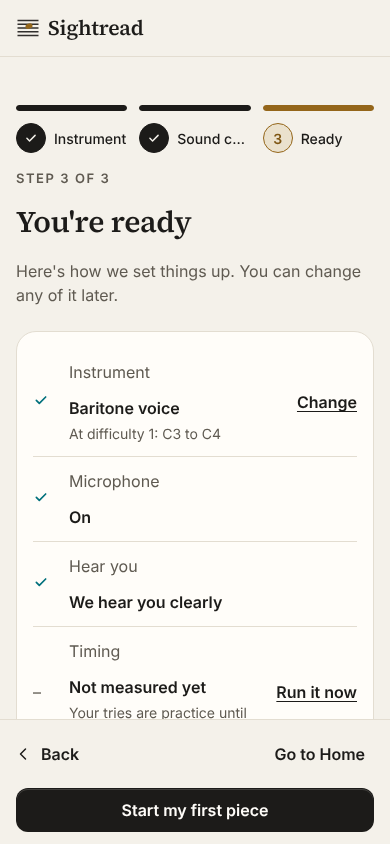 Sightread
Instrument
Sound c...
3 Ready
STEP 3 OF 3
You're ready
Here's how we set things up. You can change
any of it later.
Instrument
Baritone voice
Change
At difficulty 1: C3 to C4
Microphone
On
Hear you
We hear you clearly
Timing
Not measured yet
Run it now
Your tries are practice until
Back
Go to Home
Start my first piece